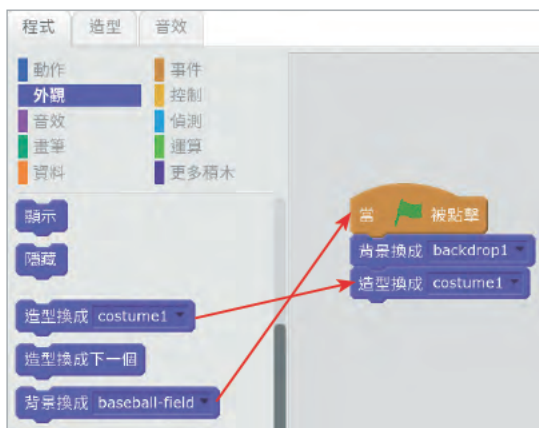 程式 造型 音效
動作 事件
外觀 控制
音效 偵測
畫筆 運算
資料 更多積木
顯示
隱藏
造型換成 costume1
造型換成下一個
背景換成 baseball-field
當 被點擊
背景換成 backdrop1
造型換成 costume1